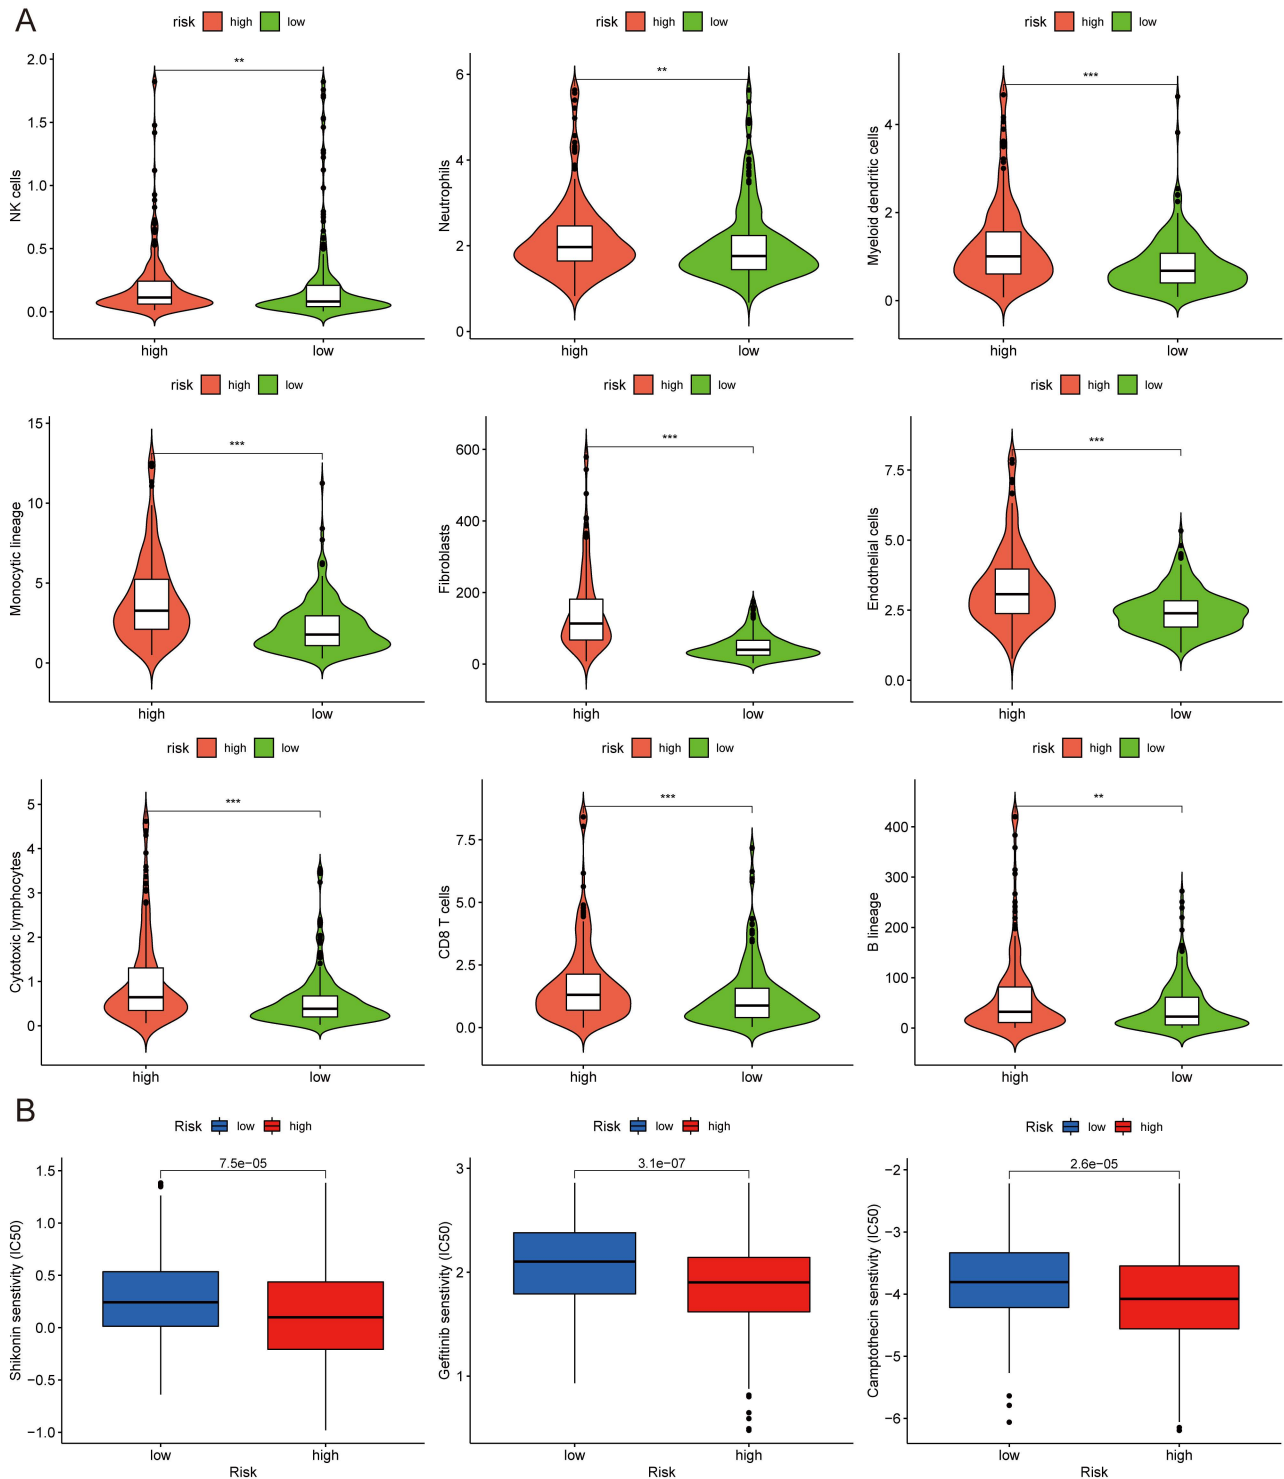 A
risk high low
risk high low
risk high low
NK cells
2.0
1.5
1.0
0.5
0.0
**
high low
Neutrophils
6
4
2
0
**
high low
Myeloid dendritic cells
4
2
0
***
high low
risk high low
risk high low
risk high low
Monocytic lineage
15
10
5
0
***
high low
Fibroblasts
600
400
200
0
***
high low
Endothelial cells
7.5
5.0
2.5
0.0
***
high low
risk high low
risk high low
risk high low
Cytotoxic lymphocytes
5
4
3
2
1
0
***
high low
CD8 T cells
7.5
5.0
2.5
0.0
***
high low
B lineage
400
300
200
100
0
**
high low
B
Risk low high
Risk low high
Risk low high
Shikonin senstivity (IC50)
1.5
1.0
0.5
0.0
−0.5
−1.0
7.5e−05
low high
Risk
Gefitinib senstivity (IC50)
3
2
1
3.1e−07
low high
Risk
Camptothecin senstivity (IC50)
−2
−3
−4
−5
−6
2.6e−05
low high
Risk